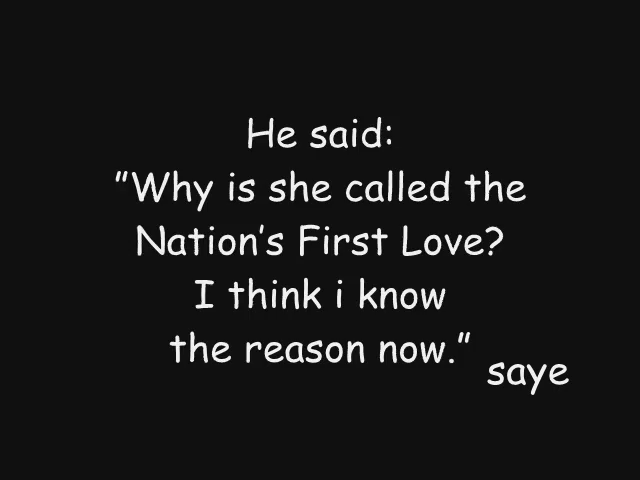 He said:
"Why is she called the
Nation's First Love?
I think i know
the reason now."
saye